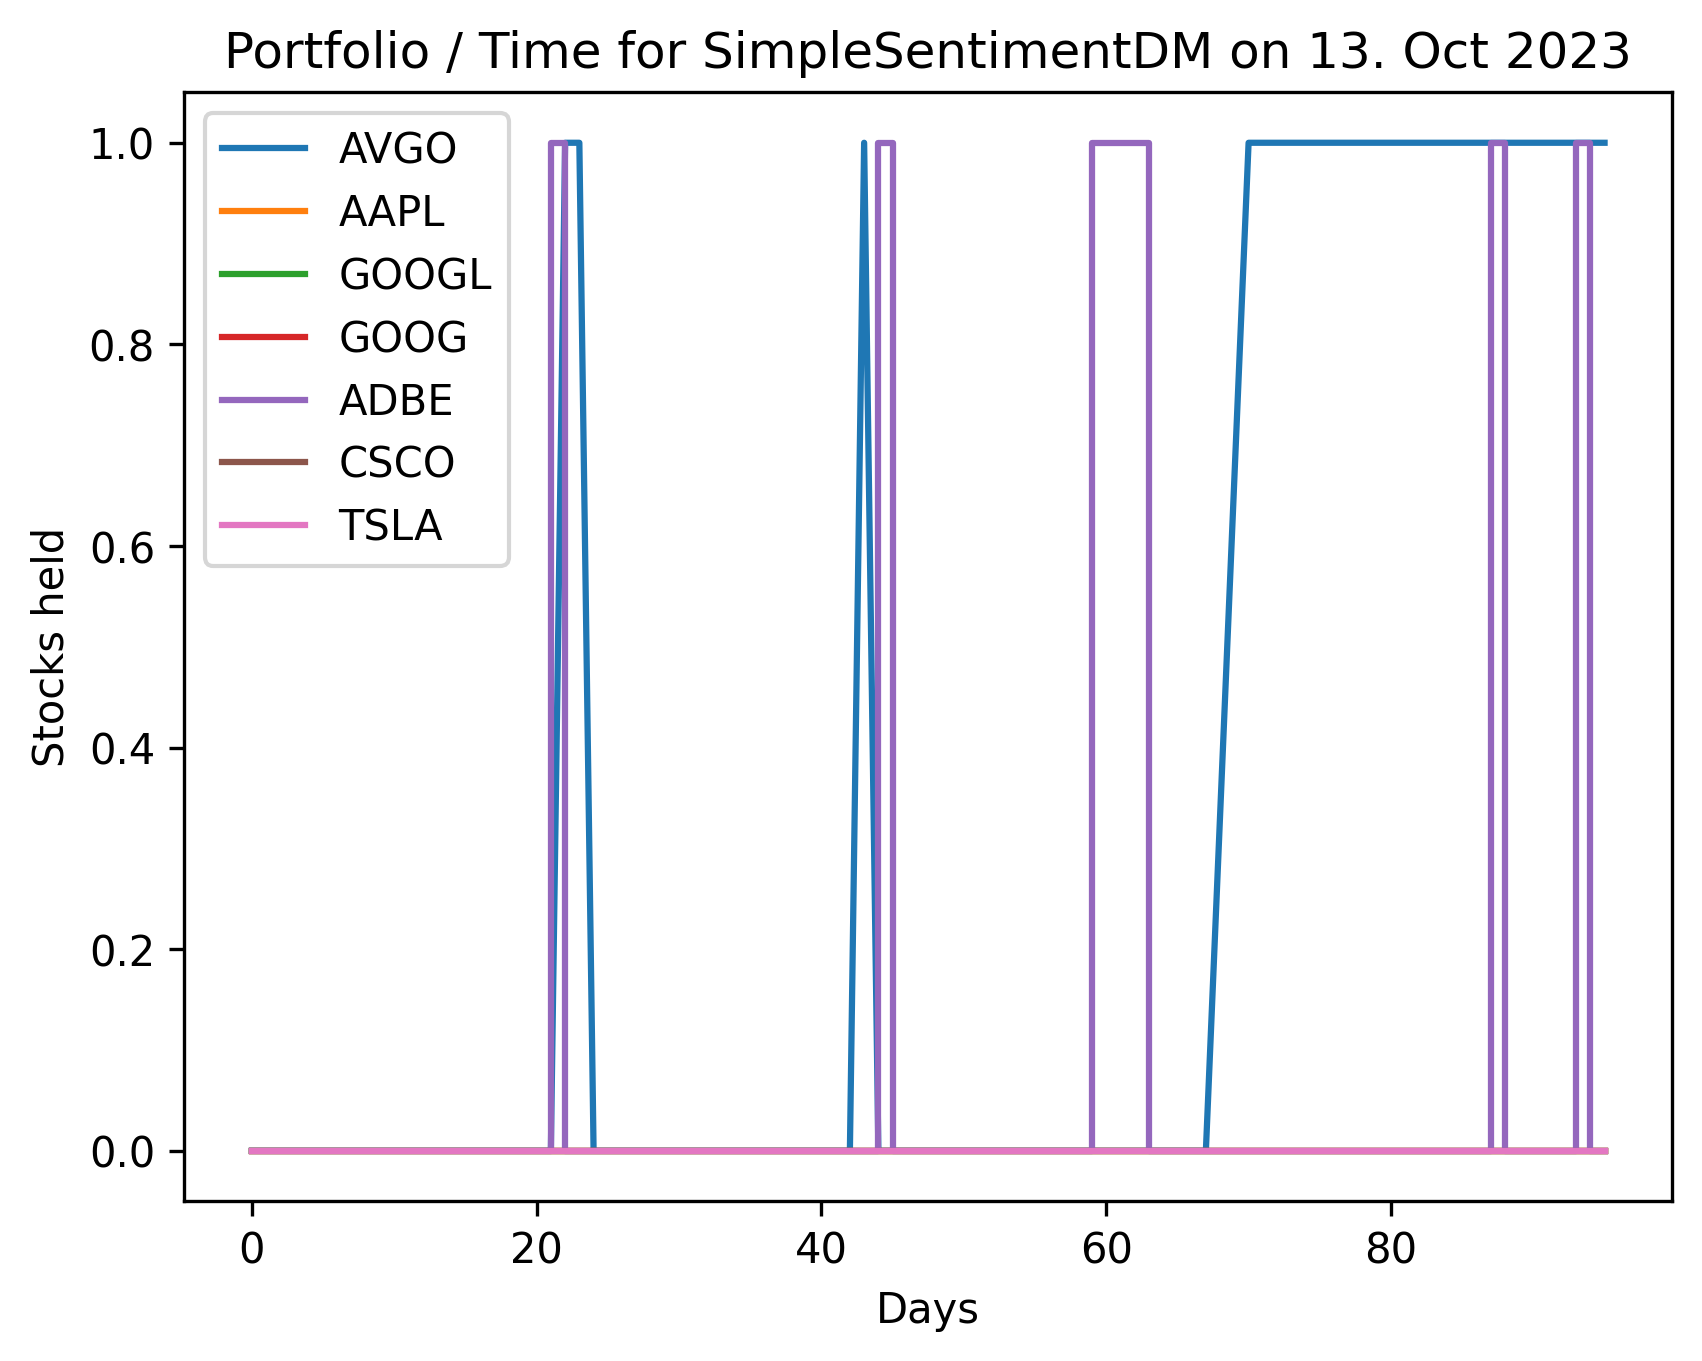 Portfolio / Time for SimpleSentimentDM on 13. Oct 2023
AVGO
AAPL
GOOGL
GOOG
ADBE
CSCO
TSLA
1.0
0.8
0.6
0.4
0.2
0.0
Stocks held
0 20 40 60 80
Days